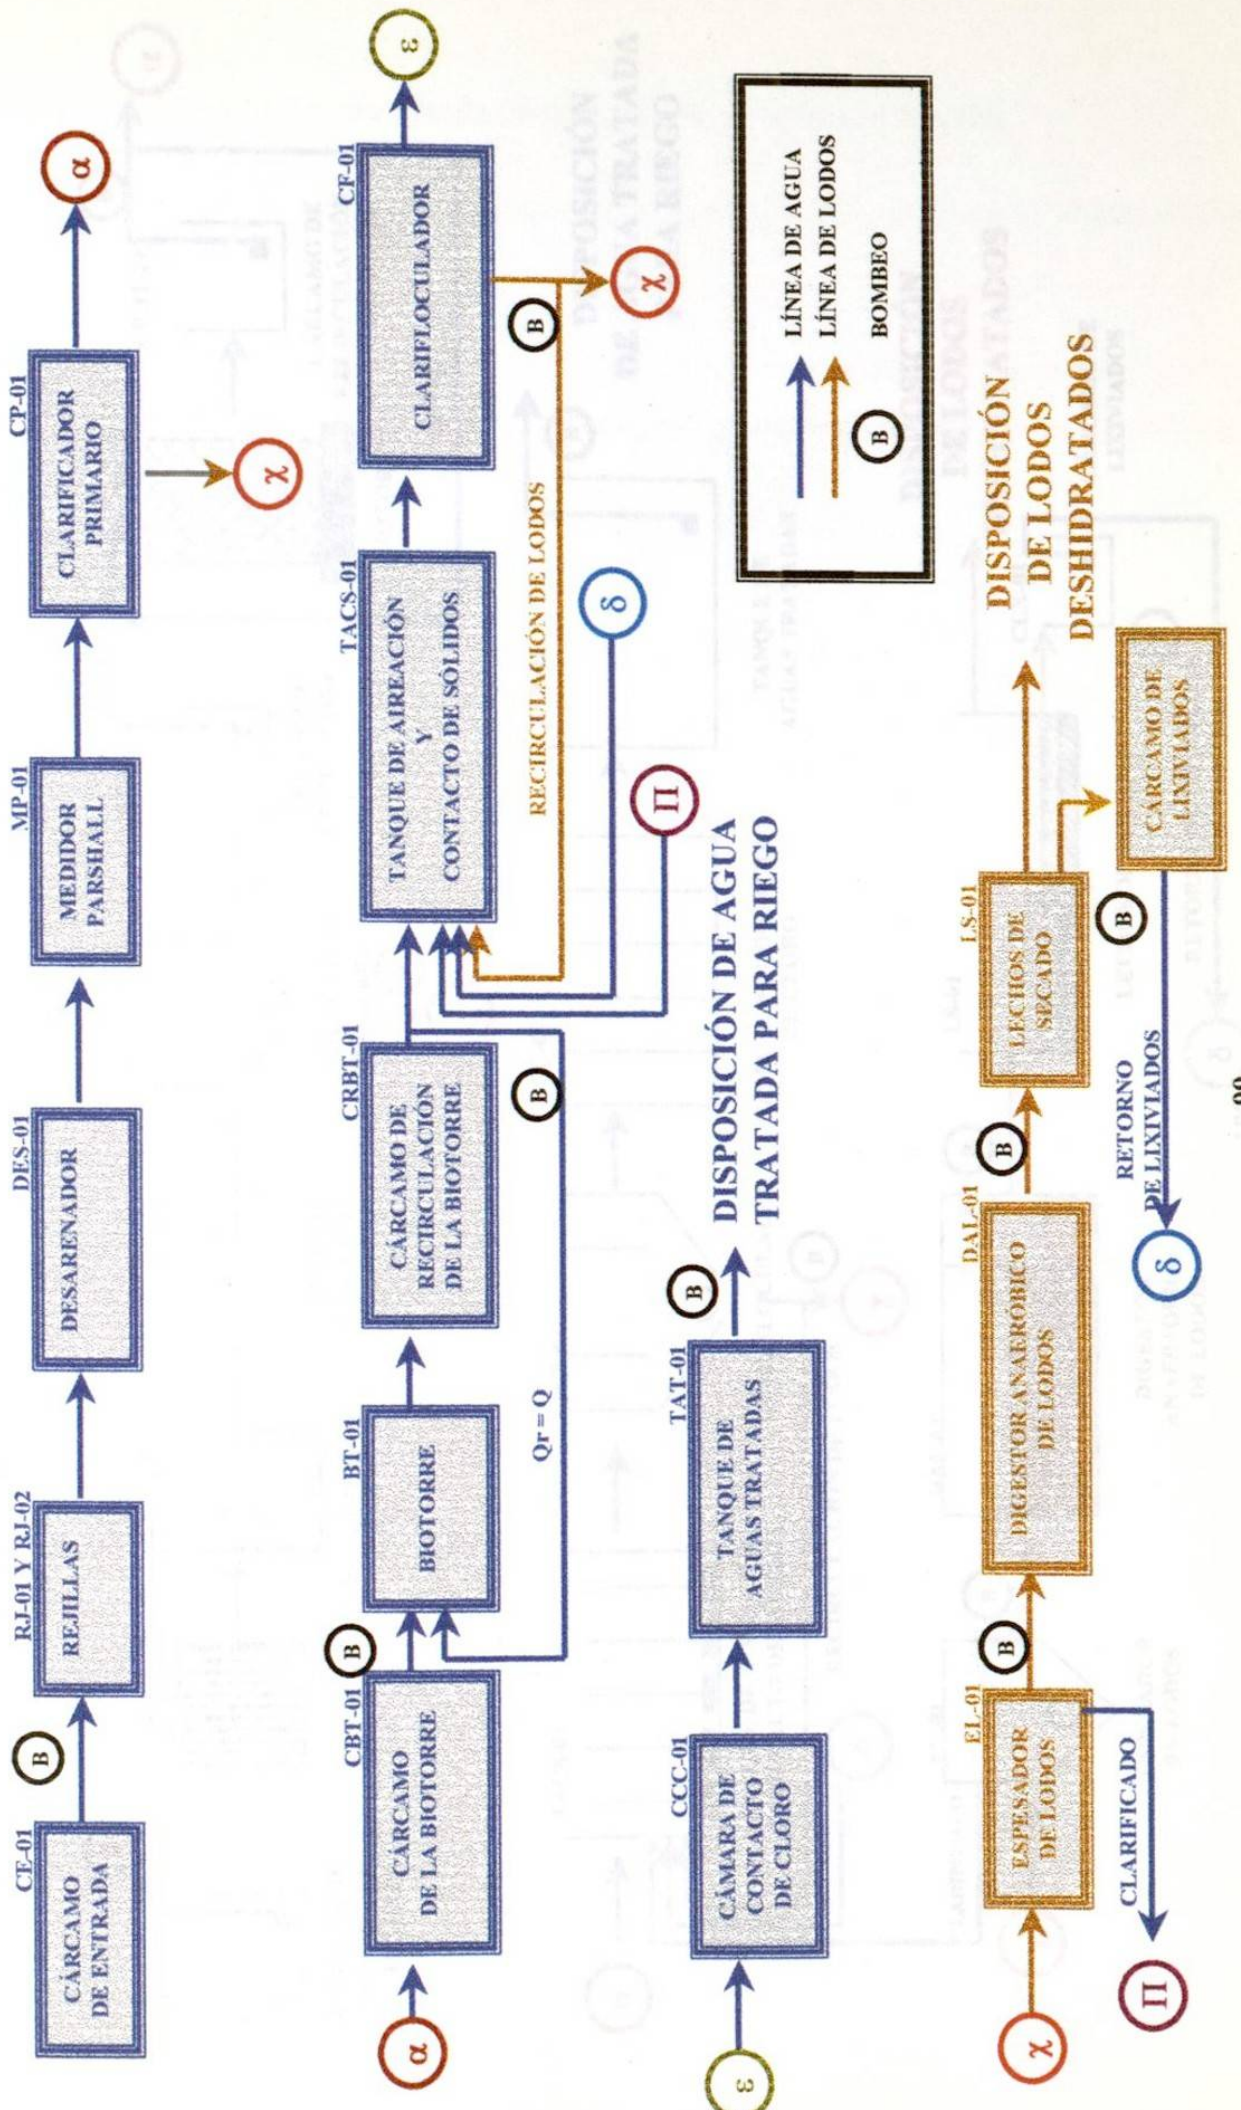 CE-01
CÁRCAMO
DE ENTRADA
B
RJ-01 Y RJ-02
REJILLAS
DES-01
DESARENADOR
MP-01
MEDIDOR
PARSHALL
CP-01
CLARIFICADOR
PRIMARIO
α
χ
α
CBT-01
CÁRCAMO
DE LA BIOTORRE
B
BT-01
BIOTORRE
Qr = Q
CRBT-01
CÁRCAMO DE
RECIRCULACIÓN
DE LA BIOTORRE
B
TACS-01
TANQUE DE AIREACIÓN
Y
CONTACTO DE SÓLIDOS
RECIRCULACIÓN DE LODOS
CF-01
CLARIFLOCULADOR
B
ε
χ
δ
Π
ε
CCC-01
CÁMARA DE
CONTACTO
DE CLORO
TAT-01
TANQUE DE
AGUAS TRATADAS
B
DISPOSICIÓN DE AGUA
TRATADA PARA RIEGO
LÍNEA DE AGUA
LÍNEA DE LODOS
B BOMBEO
χ
EL-01
ESPESADOR
DE LODOS
B
CLARIFICADO
Π
DAL-01
DIGESTOR ANAERÓBICO
DE LODOS
B
LS-01
LECHOS DE
SECADO
DISPOSICIÓN
DE LODOS
DESHIDRATADOS
CÁRCAMO DE
LIXIVIADOS
B
RETORNO
DE LIXIVIADOS
δ